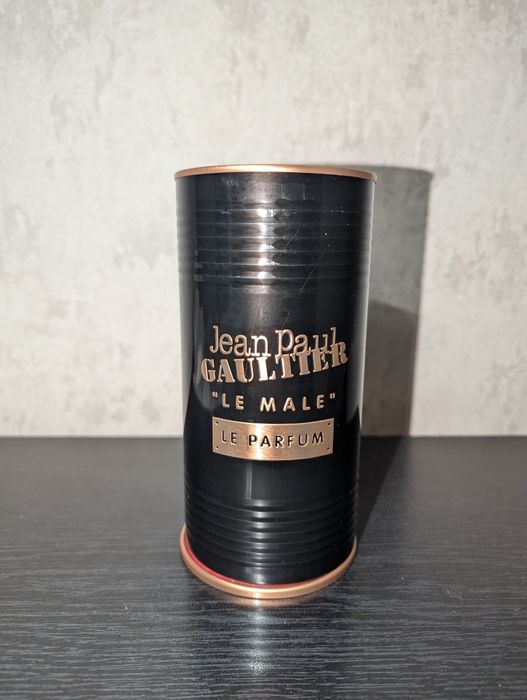 Jean Paul
GAULTIER
"LE MALE"
LE PARFUM